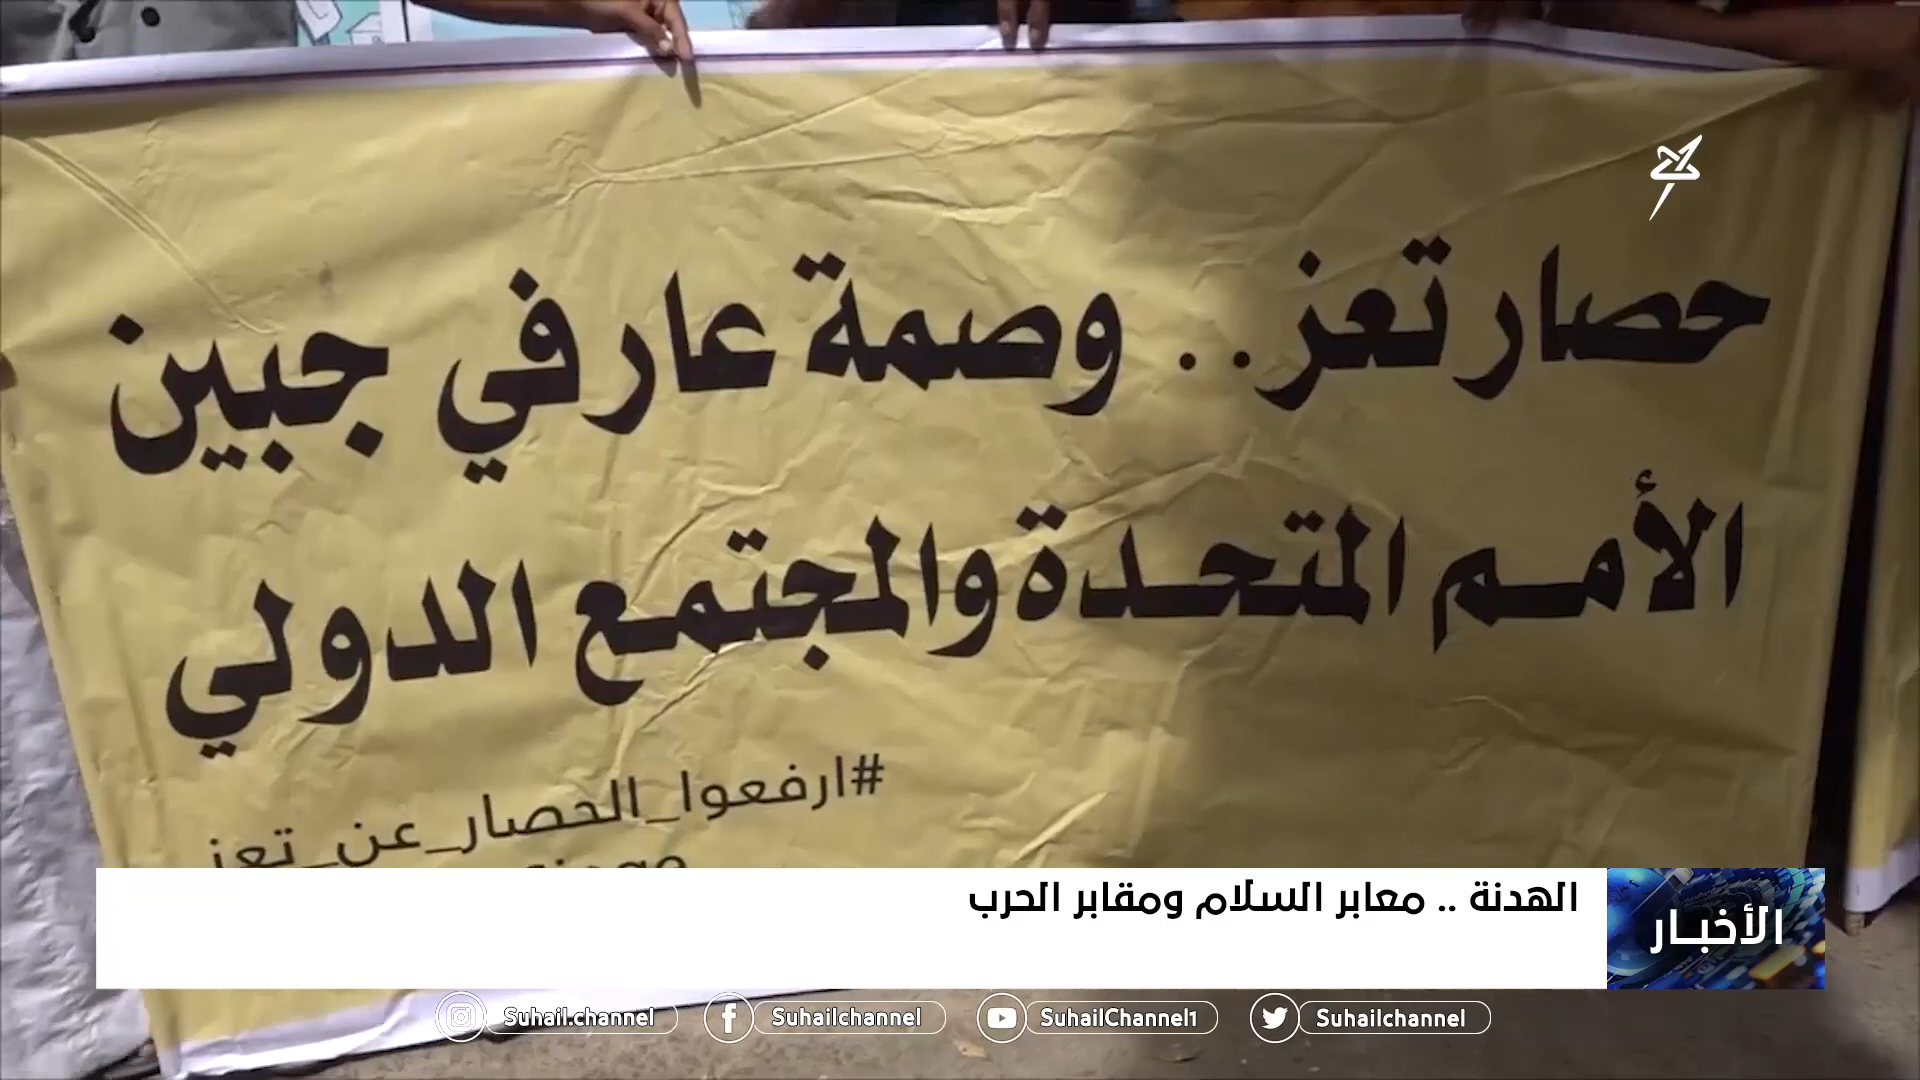 حصار تعز.. وصمة عار في جبين
الأمم المتحدة والمجتمع الدولي
#ارفعوا_الحصار_عن_تعز
الهدنة .. معابر السلام ومقابر الحرب
الأخبار
Suhail.channel
Suhailchannel
SuhailChannel1
Suhailchannel